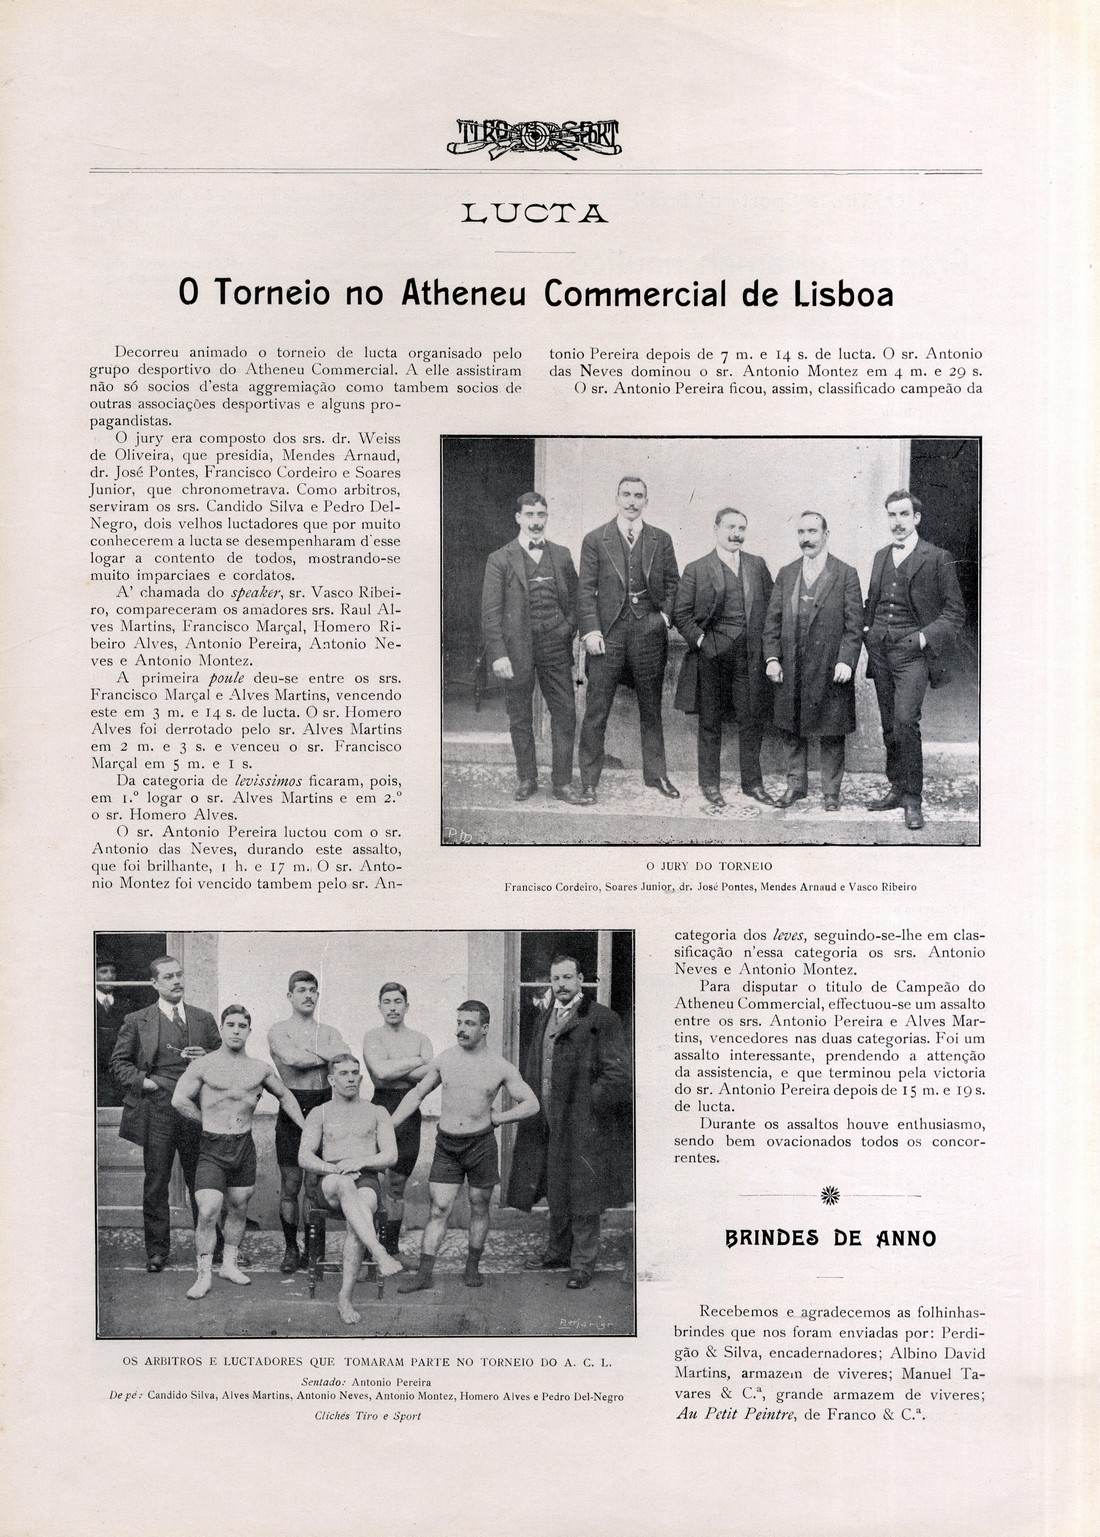 TIRO E SPORT
LUCTA
O Torneio no Atheneu Commercial de Lisboa
Decorreu animado o torneio de lucta organisado pelo
grupo desportivo do Atheneu Commercial. A elle assistiram
não só socios d'esta aggremiação como tambem socios de
outras associações desportivas e alguns pro-
pagandistas.
O jury era composto dos srs. dr. Weiss
de Oliveira, que presidia, Mendes Arnaud,
dr. José Pontes, Francisco Cordeiro e Soares
Junior, que chronometrava. Como arbitros,
serviram os srs. Candido Silva e Pedro Del-
Negro, dois velhos luctadores que por muito
conhecerem a lucta se desempenharam d'esse
logar a contento de todos, mostrando-se
muito imparciaes e cordatos.
A' chamada do speaker, sr. Vasco Ribei-
ro, compareceram os amadores srs. Raul Al-
ves Martins, Francisco Marçal, Homero Ri-
beiro Alves, Antonio Pereira, Antonio Ne-
ves e Antonio Montez.
A primeira poule deu-se entre os srs.
Francisco Marçal e Alves Martins, vencendo
este em 3 m. e 14 s. de lucta. O sr. Homero
Alves foi derrotado pelo sr. Alves Martins
em 2 m. e 3 s. e venceu o sr. Francisco
Marçal em 5 m. e 1 s.
Da categoria de levissimos ficaram, pois,
em 1.º logar o sr. Alves Martins e em 2.º
o sr. Homero Alves.
O sr. Antonio Pereira luctou com o sr.
Antonio das Neves, durando este assalto,
que foi brilhante, 1 h. e 17 m. O sr. Anto-
nio Montez foi vencido tambem pelo sr. An-
tonio Pereira depois de 7 m. e 14 s. de lucta. O sr. Antonio
das Neves dominou o sr. Antonio Montez em 4 m. e 29 s.
O sr. Antonio Pereira ficou, assim, classificado campeão da
O JURY DO TORNEIO
Francisco Cordeiro, Soares Junior, dr. José Pontes, Mendes Arnaud e Vasco Ribeiro
categoria dos leves, seguindo-se-lhe em clas-
sificação n'essa categoria os srs. Antonio
Neves e Antonio Montez.
Para disputar o titulo de Campeão do
Atheneu Commercial, effectuou-se um assalto
entre os srs. Antonio Pereira e Alves Mar-
tins, vencedores nas duas categorias. Foi um
assalto interessante, prendendo a attenção
da assistencia, e que terminou pela victoria
do sr. Antonio Pereira depois de 15 m. e 19 s.
de lucta.
Durante os assaltos houve enthusiasmo,
sendo bem ovacionados todos os concor-
rentes.
OS ARBITROS E LUCTADORES QUE TOMARAM PARTE NO TORNEIO DO A. C. L.
Sentado: Antonio Pereira
De pé: Candido Silva, Alves Martins, Antonio Neves, Antonio Montez, Homero Alves e Pedro Del-Negro
Clichés Tiro e Sport
BRINDES DE ANNO
Recebemos e agradecemos as folhinhas-
brindes que nos foram enviadas por: Perdi-
gão & Silva, encadernadores; Albino David
Martins, armazem de viveres; Manuel Ta-
vares & C.ª, grande armazem de viveres;
Au Petit Peintre, de Franco & C.ª.